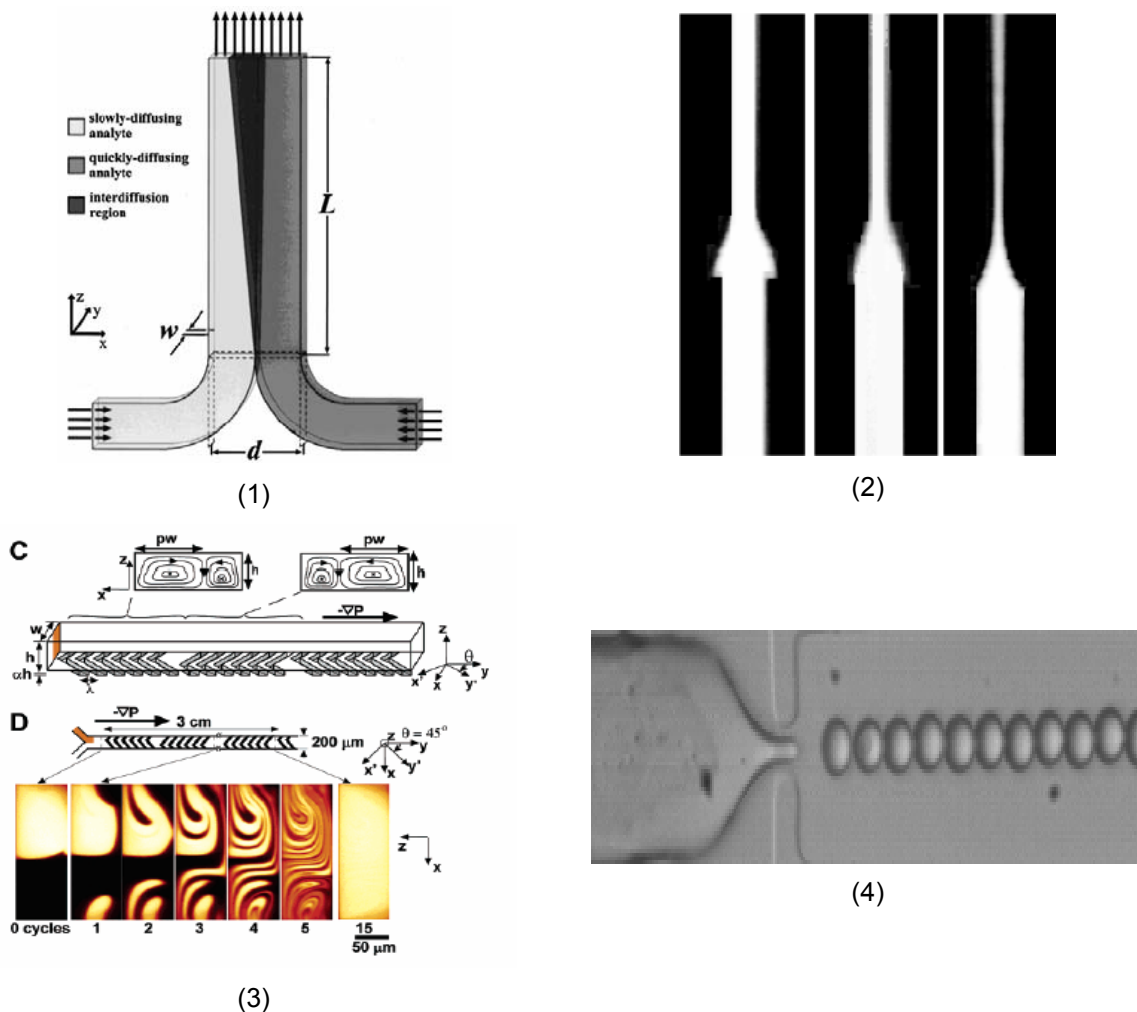 slowly-diffusing
analyte
quickly-diffusing
analyte
interdiffusion
region
L
z
y
x
w
d
(1)
(2)
C
pw
pw
z
h
h
x
-∇P
w
h
αh
λ
z
θ
y
x'
x
y'
D
-∇P
3 cm
200 µm
z
θ = 45°
y
x'
x
y'
z
x
0 cycles 1 2 3 4 5 15
50 µm
(3)
(4)